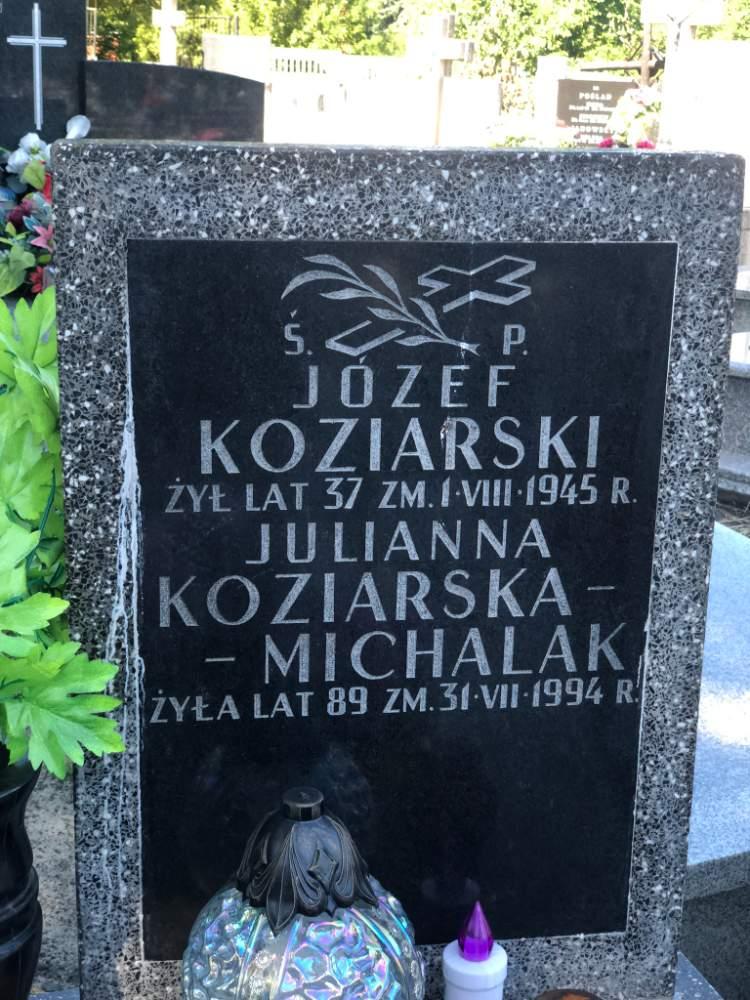 Ś. P.
JÓZEF
KOZIARSKI
ŻYŁ LAT 37 ZM. 1·VIII·1945 R.
JULIANNA
KOZIARSKA–
–MICHALAK
ŻYŁA LAT 89 ZM. 31·VII·1994 R.
POŚLAD